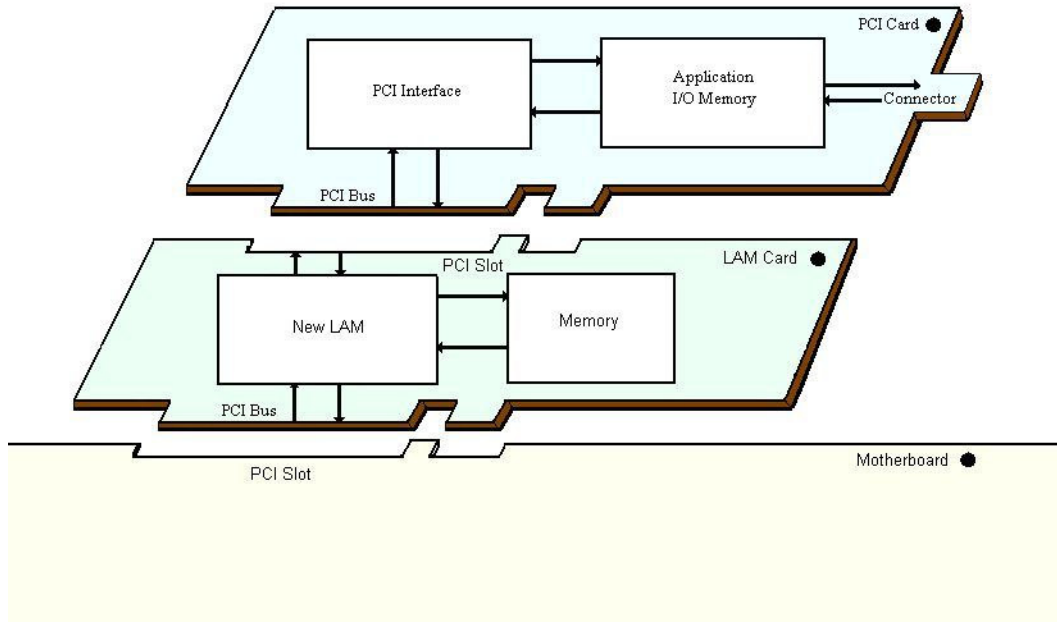 PCI Card
PCI Interface
Application
I/O Memory
Connector
PCI Bus
PCI Slot
LAM Card
New LAM
Memory
PCI Bus
PCI Slot
Motherboard